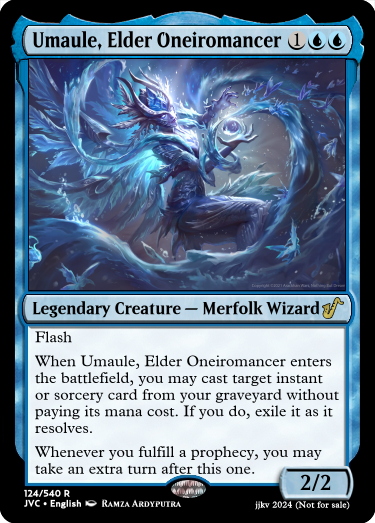 Umaule, Elder Oneiromancer 1
Legendary Creature — Merfolk Wizard
Flash
When Umaule, Elder Oneiromancer enters
the battlefield, you may cast target instant
or sorcery card from your graveyard without
paying its mana cost. If you do, exile it as it
resolves.
Whenever you fulfill a prophecy, you may
take an extra turn after this one.
2/2
124/540 R
JVC • English Ramza Ardyputra
jjkv 2024 (Not for sale)